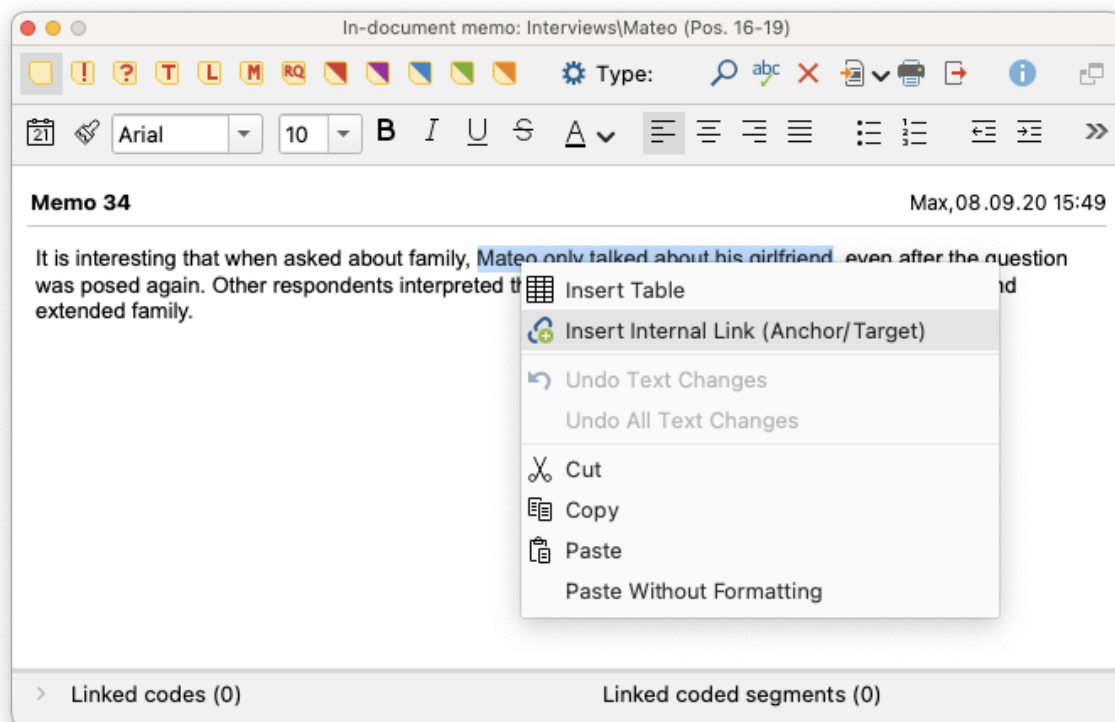 In-document memo: Interviews\Mateo (Pos. 16-19)
! ? T L M RQ Type: abc
21 Arial 10 B I U S A
Memo 34 Max,08.09.20 15:49
It is interesting that when asked about family, Mateo only talked about his girlfriend, even after the question
was posed again. Other respondents interpreted
extended family.
Insert Table
Insert Internal Link (Anchor/Target)
Undo Text Changes
Undo All Text Changes
Cut
Copy
Paste
Paste Without Formatting
Linked codes (0) Linked coded segments (0)